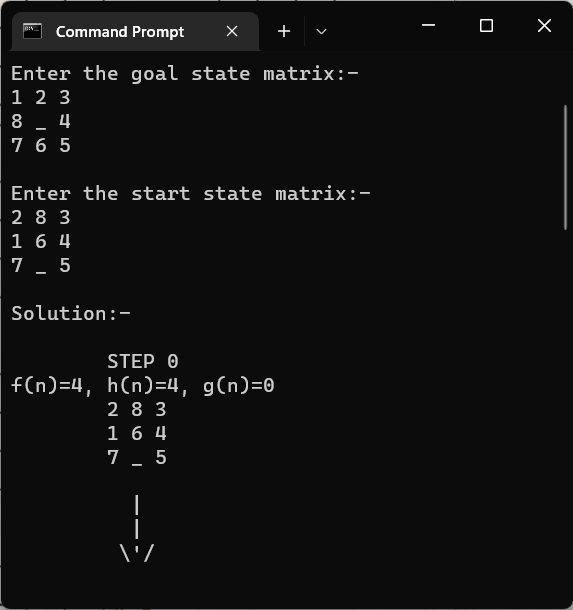 Command Prompt
Enter the goal state matrix:-
1 2 3
8 _ 4
7 6 5
Enter the start state matrix:-
2 8 3
1 6 4
7 _ 5
Solution:-
STEP 0
f(n)=4, h(n)=4, g(n)=0
2 8 3
1 6 4
7 _ 5
|
|
\'/